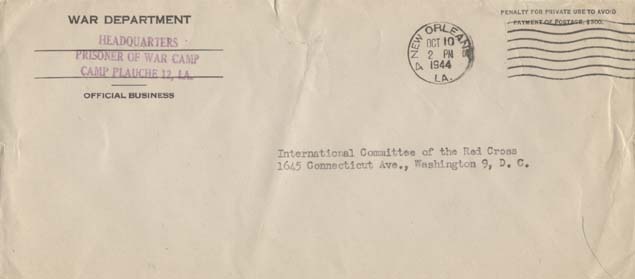 WAR DEPARTMENT
HEADQUARTERS
PRISONER OF WAR CAMP
CAMP PLAUCHE 12, LA.
OFFICIAL BUSINESS
NEW ORLEANS
OCT 10
2 PM
1944
LA.
PENALTY FOR PRIVATE USE TO AVOID
PAYMENT OF POSTAGE, $300.
International Committee of the Red Cross
1645 Connecticut Ave., Washington 9, D. C.